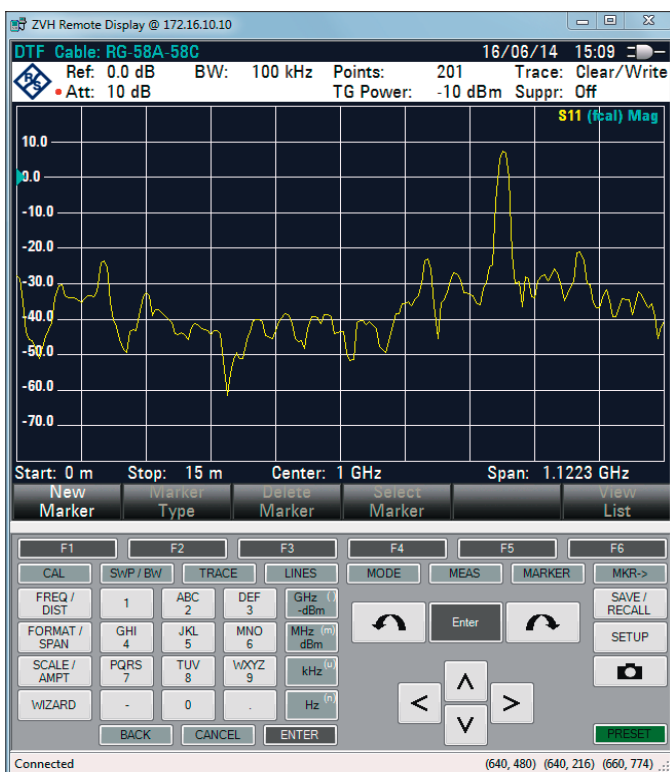 ZVH Remote Display @ 172.16.10.10
DTF Cable: RG-58A-58C 16/06/14 15:09
R&S Ref: 0.0 dB BW: 100 kHz Points: 201 Trace: Clear/Write
• Att: 10 dB TG Power: -10 dBm Suppr: Off
S11 (fcal) Mag
10.0
0.0
-10.0
-20.0
-30.0
-40.0
-50.0
-60.0
-70.0
Start: 0 m Stop: 15 m Center: 1 GHz Span: 1.1223 GHz
New Marker Delete Select View
Marker Type Marker Marker List
F1 F2 F3 F4 F5 F6
CAL SWP / BW TRACE LINES MODE MEAS MARKER MKR->
FREQ / DIST 1 ABC 2 DEF 3 GHz () -dBm Enter SAVE / RECALL
FORMAT / SPAN GHI 4 JKL 5 MNO 6 MHz (m) dBm SETUP
SCALE / AMPT PQRS 7 TUV 8 WXYZ 9 kHz (u)
WIZARD - 0 . Hz (n)
BACK CANCEL ENTER PRESET
Connected (640, 480) (640, 216) (660, 774)